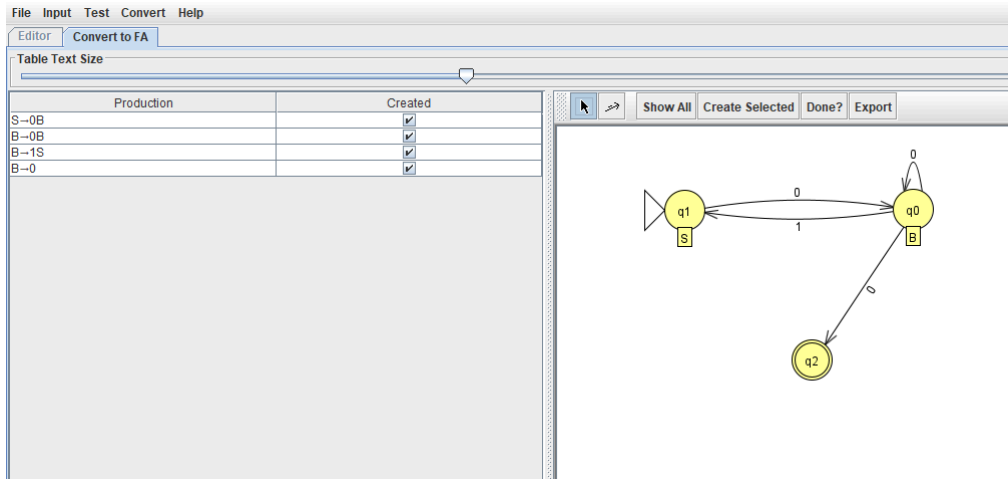 File Input Test Convert Help
Editor Convert to FA
Table Text Size
Production Created
S→0B
B→0B
B→1S
B→0
Show All Create Selected Done? Export
0
0
q1 q0
S 1 B
0
q2